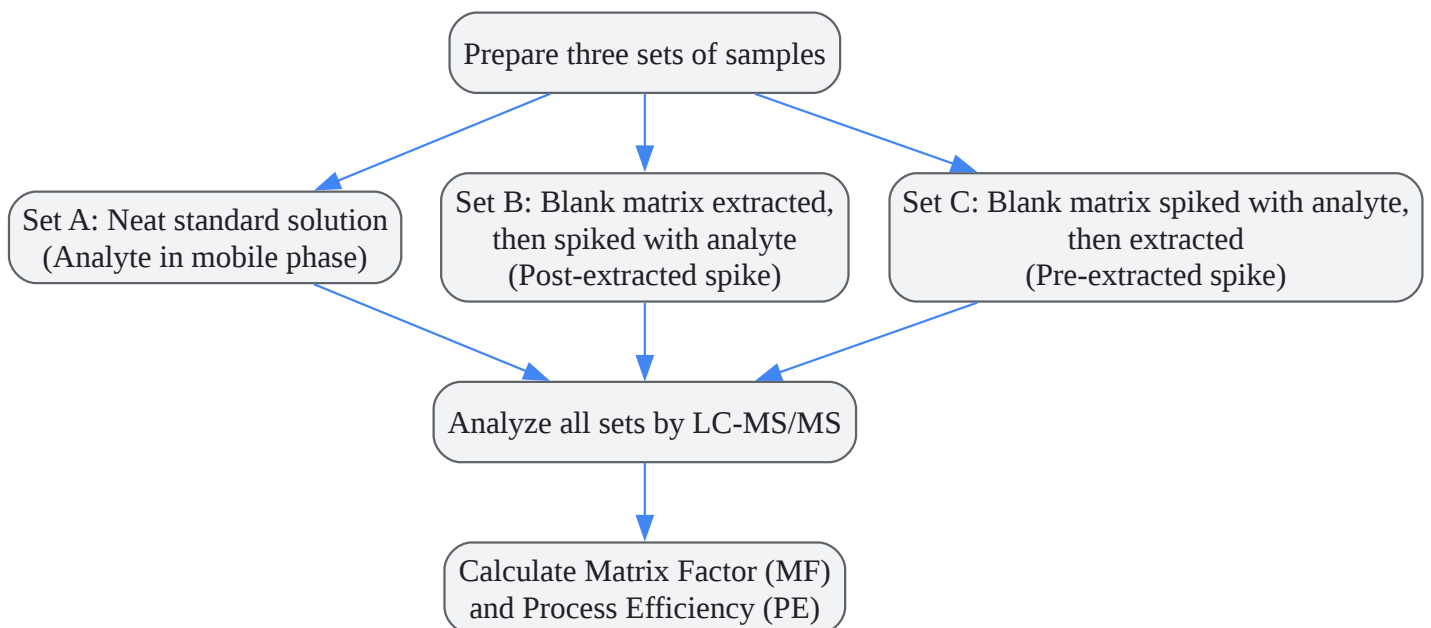 Prepare three sets of samples
Set A: Neat standard solution
(Analyte in mobile phase)
Set B: Blank matrix extracted,
then spiked with analyte
(Post-extracted spike)
Set C: Blank matrix spiked with analyte,
then extracted
(Pre-extracted spike)
Analyze all sets by LC-MS/MS
Calculate Matrix Factor (MF)
and Process Efficiency (PE)